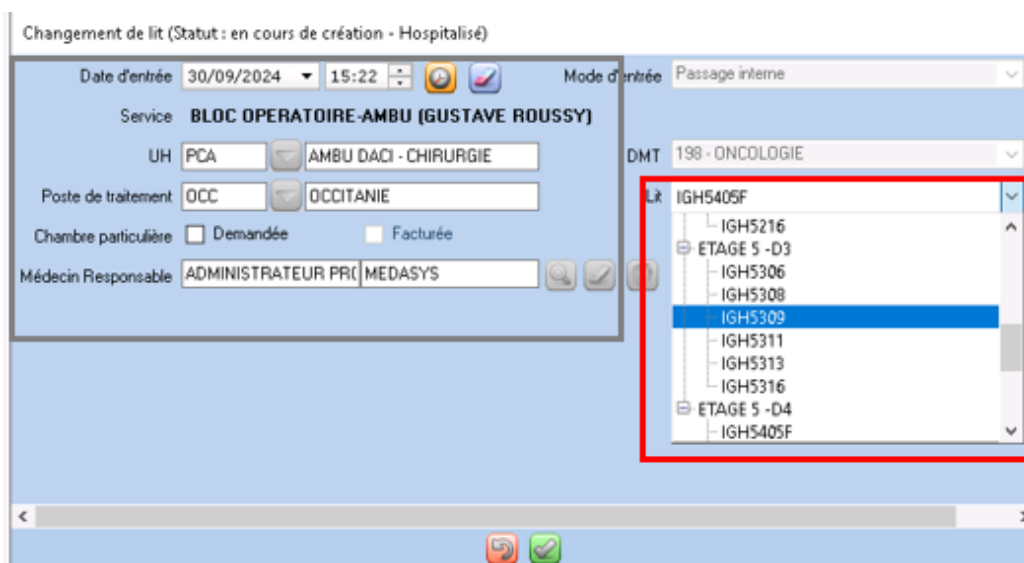 Changement de lit (Statut : en cours de création - Hospitalisé)
Date d'entrée 30/09/2024 15:22 Mode d'entrée Passage interne
Service BLOC OPERATOIRE-AMBU (GUSTAVE ROUSSY)
UH PCA AMBU DACI - CHIRURGIE DMT 198 - ONCOLOGIE
Poste de traitement OCC OCCITANIE Lit IGH5405F
IGH5216
Chambre particulière Demandée Facturée
ETAGE 5 -D3
Médecin Responsable ADMINISTRATEUR PR( MEDASYS
IGH5306
IGH5308
IGH5309
IGH5311
IGH5313
IGH5316
ETAGE 5 -D4
IGH5405F